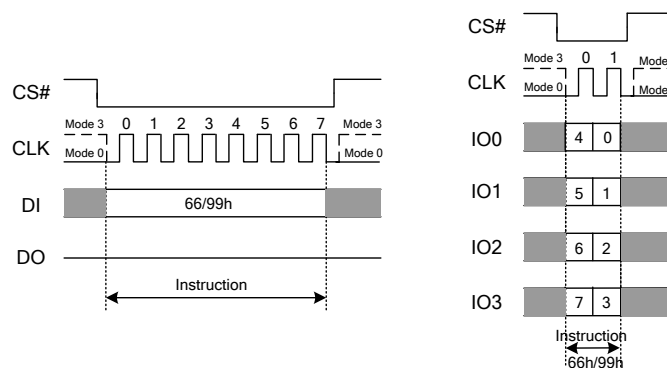 CS#
Mode 3 0 1 2 3 4 5 6 7 Mode 3
CLK
Mode 0 Mode 0
DI 66/99h
DO
Instruction
CS#
Mode 3 0 1 Mode
CLK
Mode 0 Mode
IO0 4 0
IO1 5 1
IO2 6 2
IO3 7 3
Instruction
66h/99h